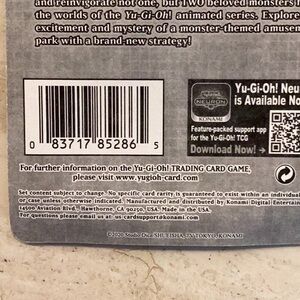 and reinvigorate not one, but TWO beloved monsters
the worlds of the Yu-Gi-Oh! animated series. Explore
excitement and mystery of a monster-themed amusem
park with a brand-new strategy!
Yu-Gi-Oh! Neu
is Available No
NEURON
KONAMI
Feature-packed support app
for the Yu-Gi-Oh! TCG
Download Now!
0 83717 85286 5
For further information on the Yu-Gi-Oh! TRADING CARD GAME,
please visit www.yugioh-card.com
Set content subject to change. No specific card rarity is guaranteed to exist within an individual
or case, unless otherwise indicated. Manufactured and distributed by Konami Digital Entertain
14500 Aviation Blvd., Hawthorne, CA 90250, USA. Made in the USA.
For questions please email us at: us-cardsupport@konami.com
©2020 Studio Dice/SHUEISHA, TV TOKYO, KONAMI